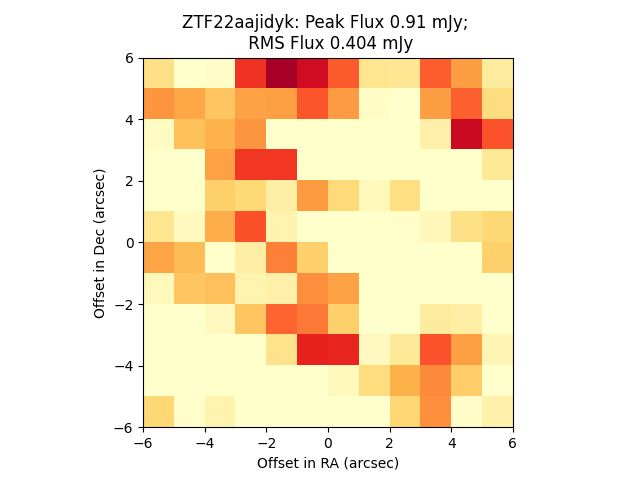 ZTF22aajidyk: Peak Flux 0.91 mJy;
RMS Flux 0.404 mJy
6
4
2
0
−2
−4
−6
Offset in Dec (arcsec)
−6 −4 −2 0 2 4 6
Offset in RA (arcsec)